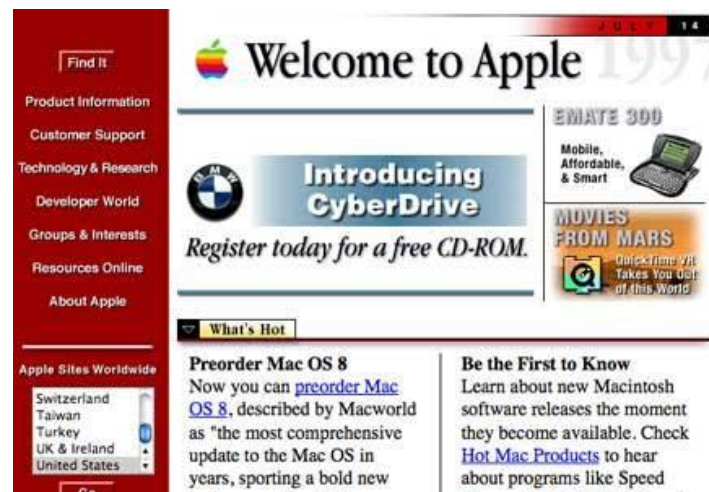 JULY 14
1997
Welcome to Apple
Find It
Product Information
Customer Support
Technology & Research
Developer World
Groups & Interests
Resources Online
About Apple
Apple Sites Worldwide
Switzerland
Taiwan
Turkey
UK & Ireland
United States
Go
BMW
Introducing
CyberDrive
Register today for a free CD-ROM.
EMATE 300
Mobile,
Affordable,
& Smart
MOVIES
FROM MARS
QuickTime VR
Takes You Out
of this World
What's Hot
Preorder Mac OS 8
Now you can preorder Mac
OS 8, described by Macworld
as "the most comprehensive
update to the Mac OS in
years, sporting a bold new
Be the First to Know
Learn about new Macintosh
software releases the moment
they become available. Check
Hot Mac Products to hear
about programs like Speed